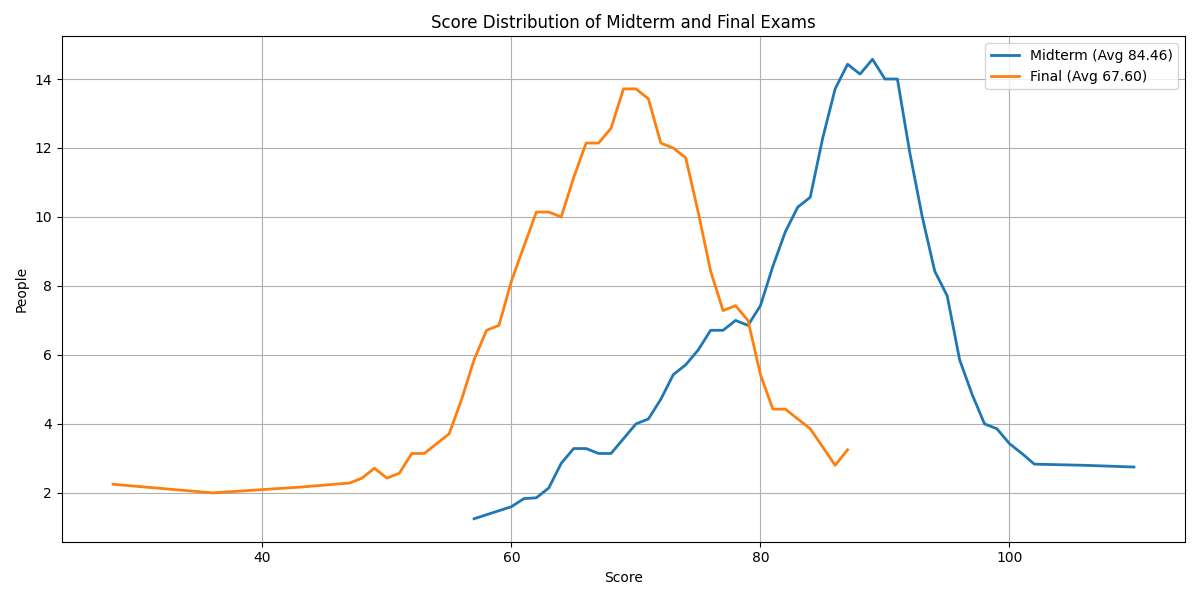 Score Distribution of Midterm and Final Exams
Midterm (Avg 84.46)
Final (Avg 67.60)
People
14
12
10
8
6
4
2
40
60
80
100
Score